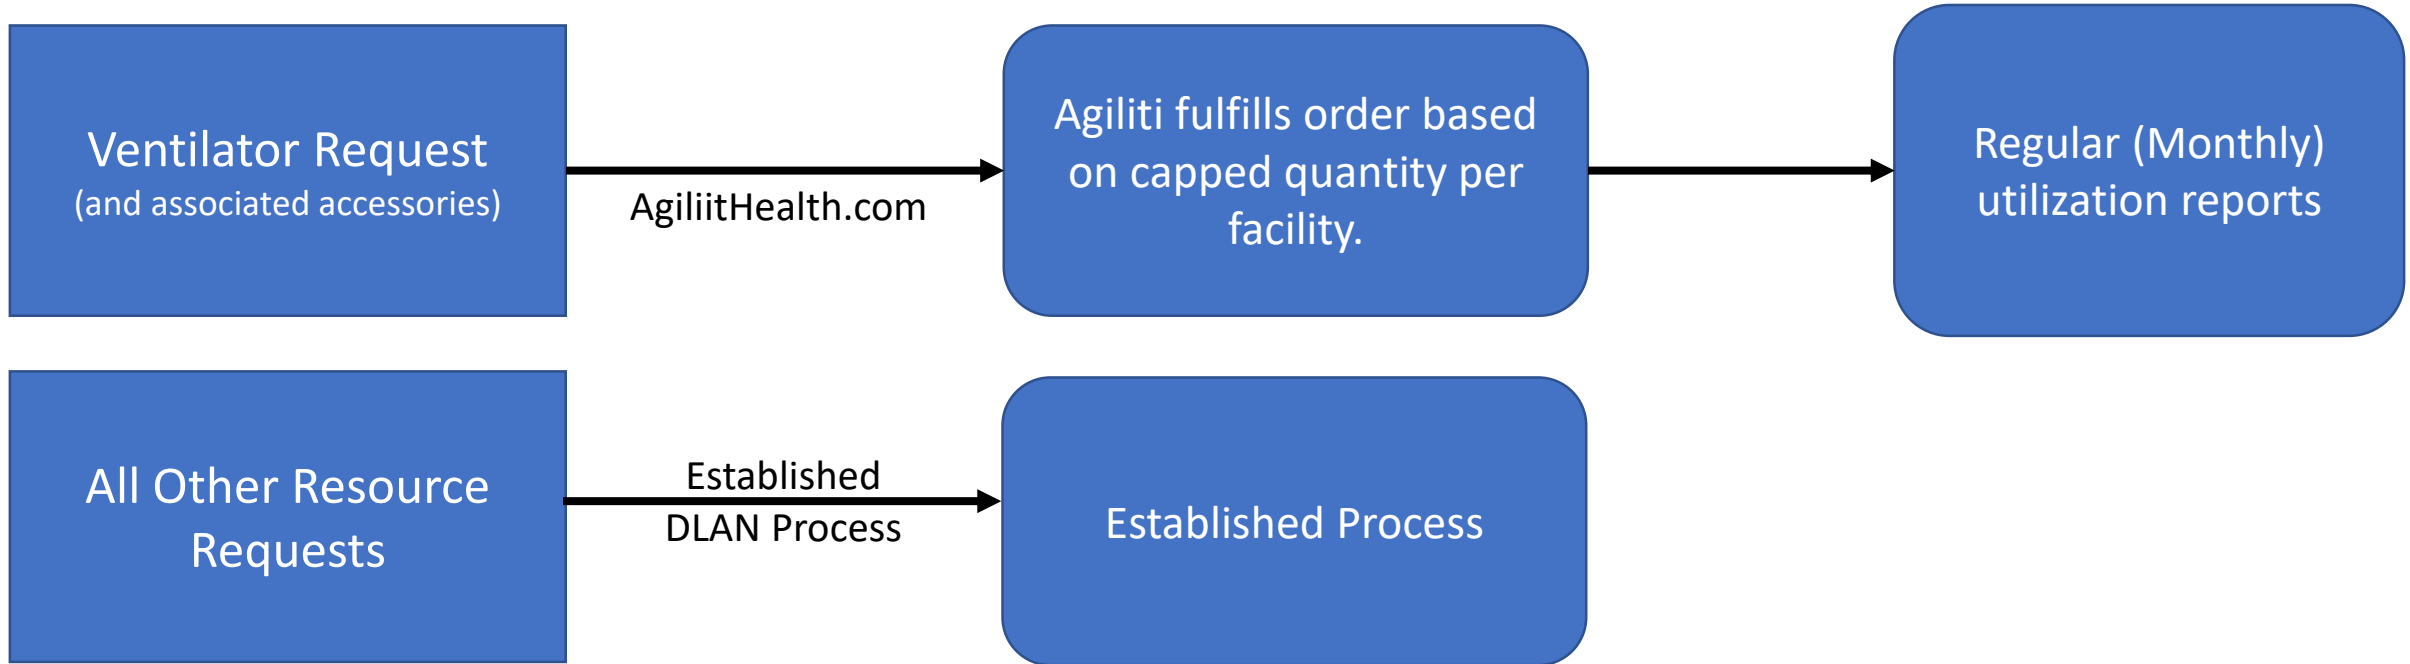 Ventilator Request
(and associated accessories)
AgiliitHealth.com
Agiliti fulfills order based
on capped quantity per
facility.
Regular (Monthly)
utilization reports
All Other Resource
Requests
Established
DLAN Process
Established Process